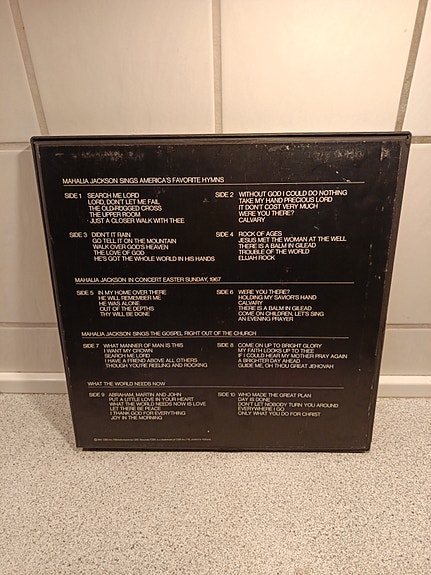 MAHALIA JACKSON SINGS AMERICA'S FAVORITE HYMNS
SIDE 1 SEARCH ME LORD
LORD, DON'T LET ME FAIL
THE OLD RUGGED CROSS
THE UPPER ROOM
JUST A CLOSER WALK WITH THEE
SIDE 2 WITHOUT GOD I COULD DO NOTHING
TAKE MY HAND PRECIOUS LORD
IT DON'T COST VERY MUCH
WERE YOU THERE?
CALVARY
SIDE 3 DIDN'T IT RAIN
GO TELL IT ON THE MOUNTAIN
WALK OVER GOD'S HEAVEN
THE LOVE OF GOD
HE'S GOT THE WHOLE WORLD IN HIS HANDS
SIDE 4 ROCK OF AGES
JESUS MET THE WOMAN AT THE WELL
THERE IS A BALM IN GILEAD
TROUBLE OF THE WORLD
ELIJAH ROCK
MAHALIA JACKSON IN CONCERT EASTER SUNDAY, 1967
SIDE 5 IN MY HOME OVER THERE
HE WILL REMEMBER ME
HE WAS ALONE
OUT OF THE DEPTHS
THY WILL BE DONE
SIDE 6 WERE YOU THERE?
HOLDING MY SAVIOR'S HAND
CALVARY
THERE IS A BALM IN GILEAD
COME ON CHILDREN, LET'S SING
AN EVENING PRAYER
MAHALIA JACKSON SINGS THE GOSPEL RIGHT OUT OF THE CHURCH
SIDE 7 WHAT MANNER OF MAN IS THIS
I WANT MY CROWN
SEARCH ME LORD
I HAVE A FRIEND ABOVE ALL OTHERS
THOUGH YOU'RE REELING AND ROCKING
SIDE 8 COME ON UP TO BRIGHT GLORY
MY FAITH LOOKS UP TO THEE
IF I COULD HEAR MY MOTHER PRAY AGAIN
A BRIGHTER DAY AHEAD
GUIDE ME, OH THOU GREAT JEHOVAH
WHAT THE WORLD NEEDS NOW
SIDE 9 ABRAHAM, MARTIN AND JOHN
PUT A LITTLE LOVE IN YOUR HEART
WHAT THE WORLD NEEDS NOW IS LOVE
LET THERE BE PEACE
I THANK GOD FOR EVERYTHING
JOY IN THE MORNING
SIDE 10 WHO MADE THE GREAT PLAN
DAY IS DONE
DON'T LET NOBODY TURN YOU AROUND
EVERYWHERE I GO
ONLY WHAT YOU DO FOR CHRIST